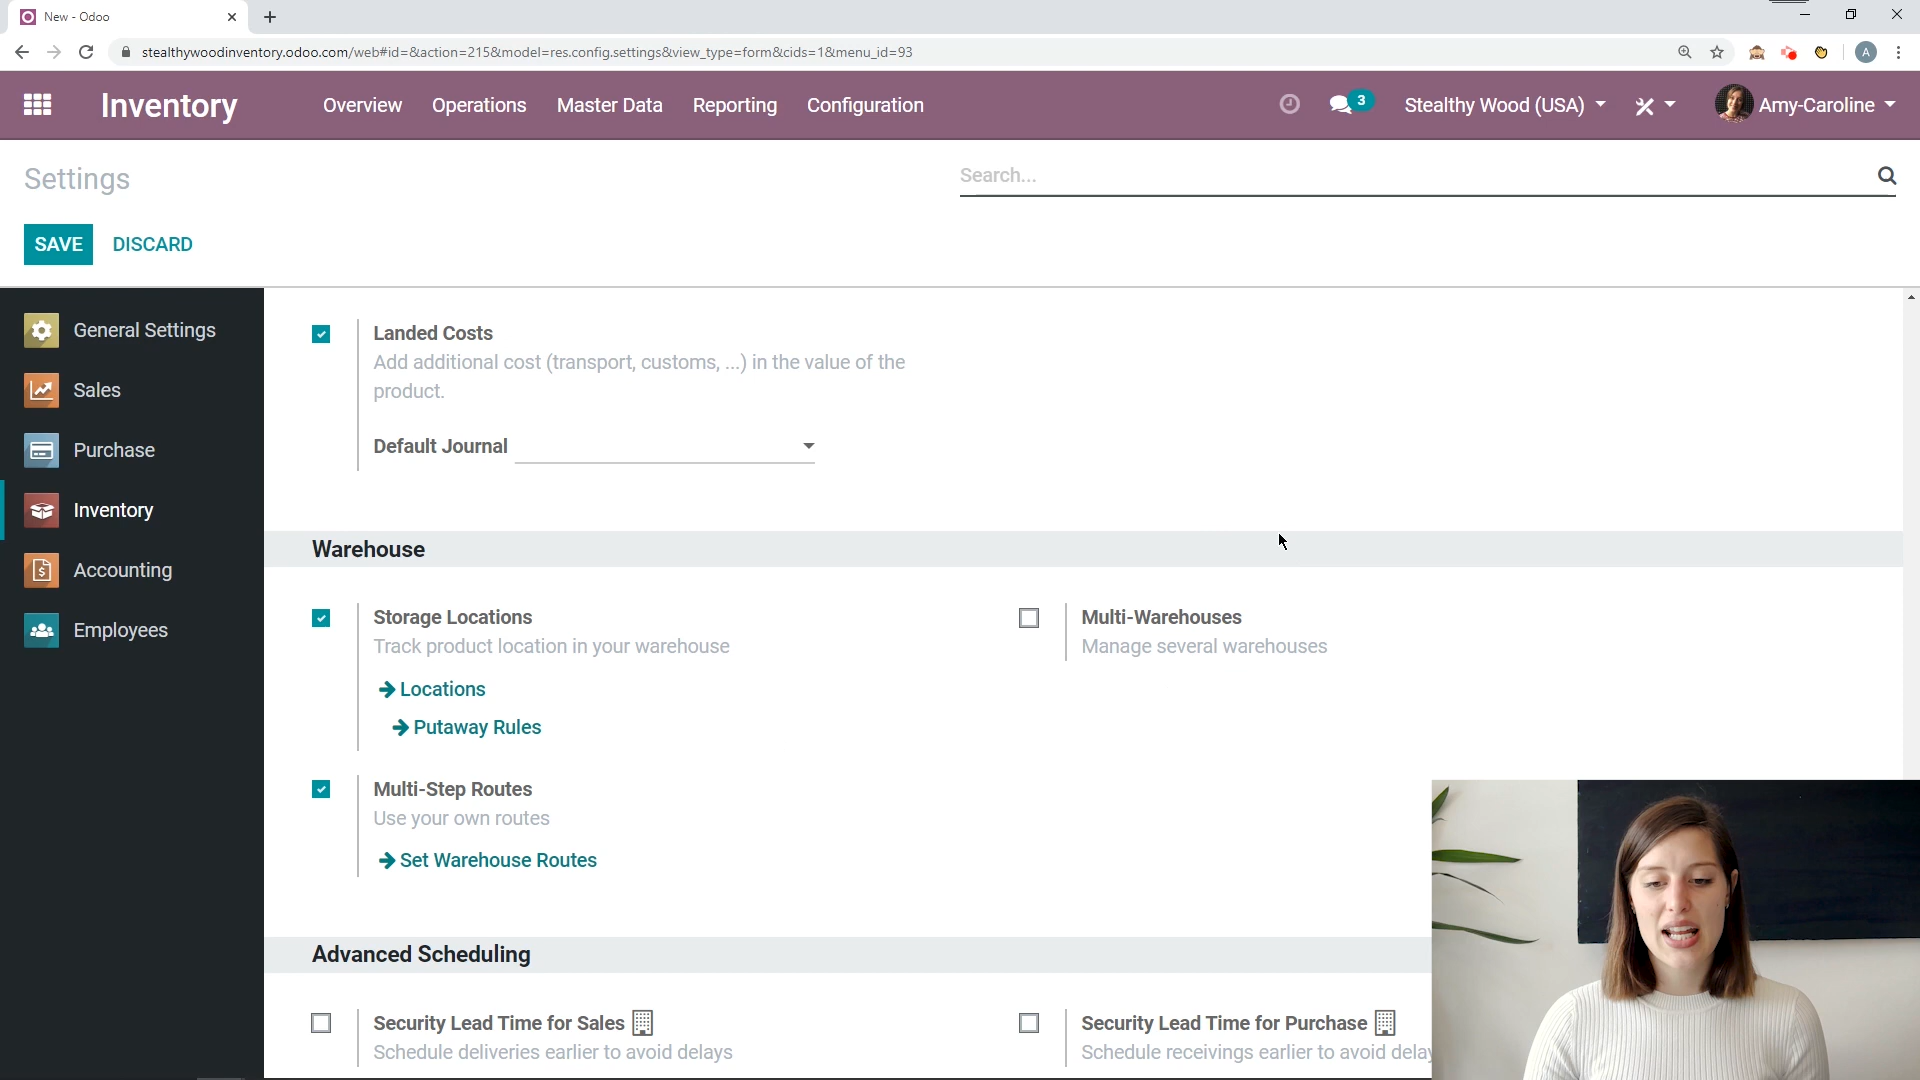 New - Odoo
stealthywoodinventory.odoo.com/web#id=&action=215&model=res.config.settings&view_type=form&cids=1&menu_id=93
A
Inventory
Overview
Operations
Master Data
Reporting
Configuration
3
Stealthy Wood (USA)
Amy-Caroline
Settings
Search...
SAVE
DISCARD
General Settings
Sales
Purchase
Inventory
Accounting
Employees
Landed Costs
Add additional cost (transport, customs, ...) in the value of the
product.
Default Journal
Warehouse
Storage Locations
Track product location in your warehouse
Locations
Putaway Rules
Multi-Warehouses
Manage several warehouses
Multi-Step Routes
Use your own routes
Set Warehouse Routes
Advanced Scheduling
Security Lead Time for Sales
Schedule deliveries earlier to avoid delays
Security Lead Time for Purchase
Schedule receivings earlier to avoid